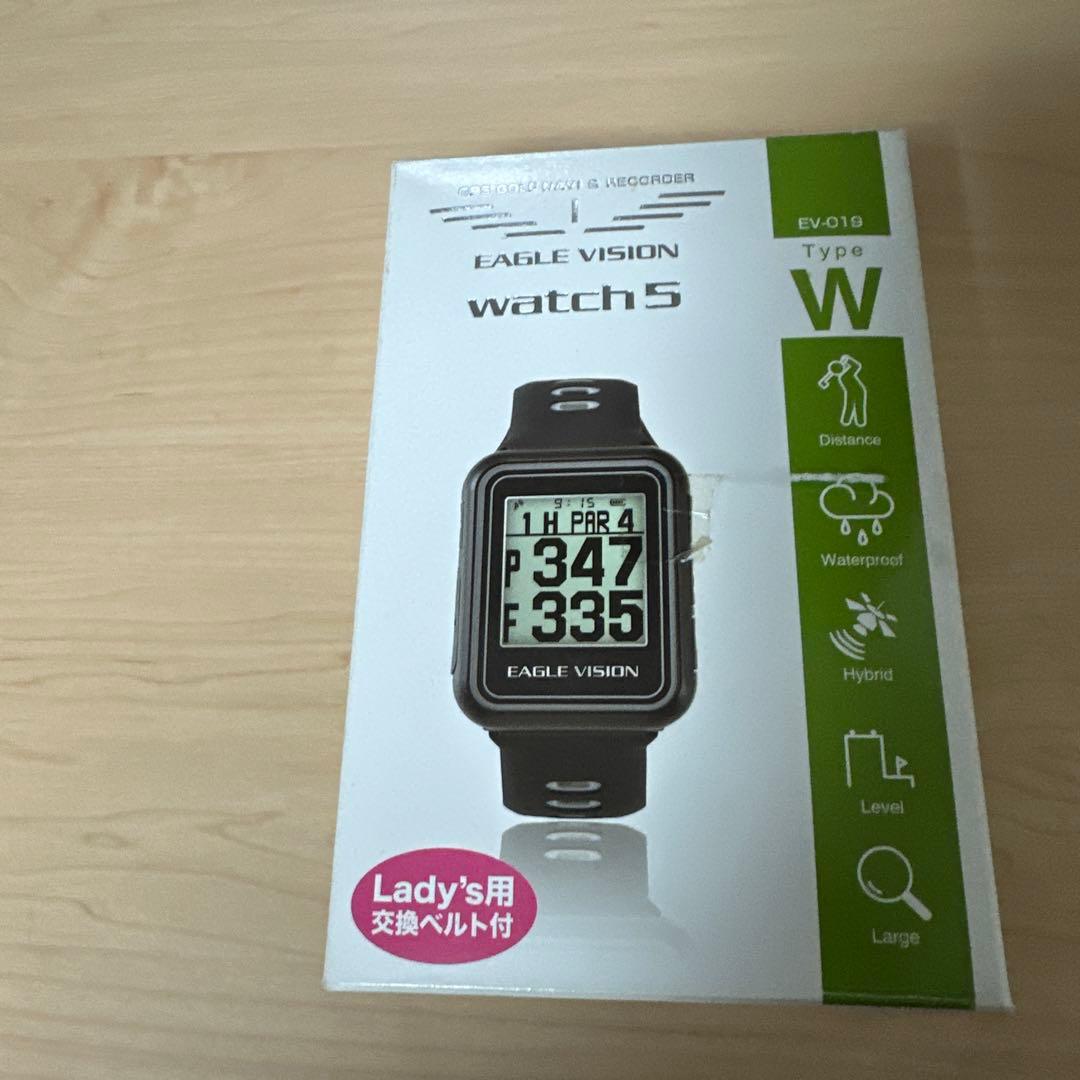 GPS GOLF NAVI & RECORDER
EAGLE VISION
watch5
EV-019
Type
W
Distance
Waterproof
Hybrid
Level
Large
9:15
1H PAR 4
P 347
F 335
EAGLE VISION
Lady's用
交換ベルト付